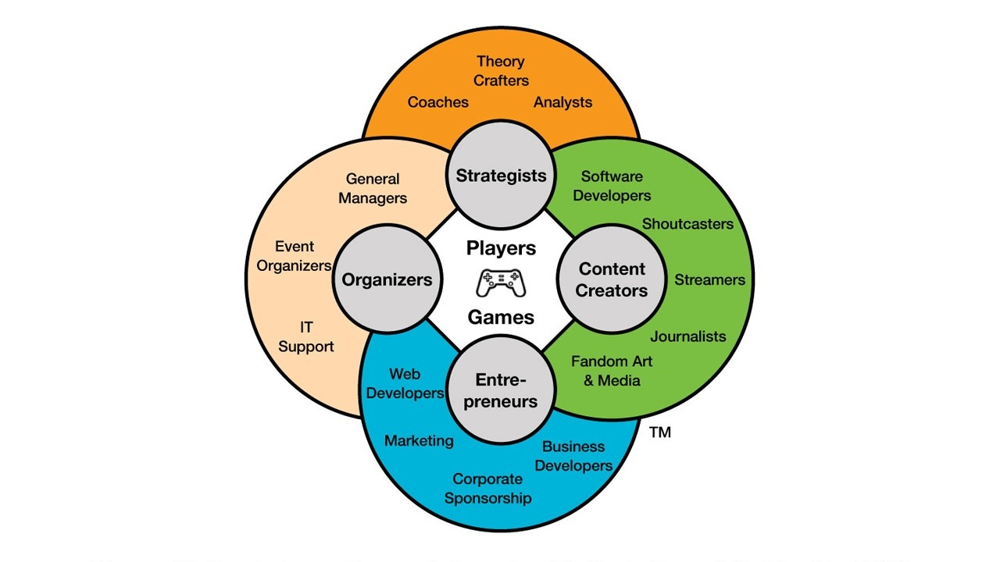 Theory
Crafters
Coaches
Analysts
Strategists
General
Managers
Software
Developers
Shoutcasters
Event
Organizers
Organizers
Players
Games
Content
Creators
Streamers
IT
Support
Journalists
Fandom Art
& Media
Web
Developers
Entre-
preneurs
Marketing
Business
Developers
Corporate
Sponsorship
TM